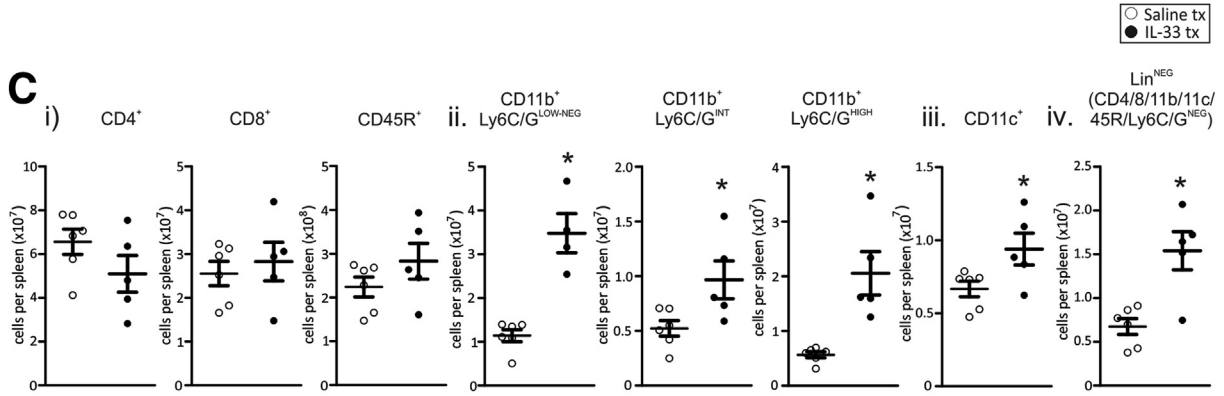 ○ Saline tx
● IL-33 tx
C
i) CD4⁺
CD8⁺
CD45R⁺
ii. CD11b⁺
Ly6C/G^LOW-NEG
CD11b⁺
Ly6C/G^INT
CD11b⁺
Ly6C/G^HIGH
iii. CD11c⁺
iv. Lin^NEG
(CD4/8/11b/11c/
45R/Ly6C/G^NEG)
cells per spleen (x10⁷)
10
8
6
4
2
0
cells per spleen (x10⁷)
5
4
3
2
1
0
cells per spleen (x10⁸)
5
4
3
2
1
0
cells per spleen (x10⁷)
5
4
3
2
1
0
*
cells per spleen (x10⁷)
2.0
1.5
1.0
0.5
0
*
cells per spleen (x10⁷)
4
3
2
1
0
*
cells per spleen (x10⁷)
1.5
1.0
0.5
0
*
cells per spleen (x10⁷)
2.5
2.0
1.5
1.0
0.5
0
*